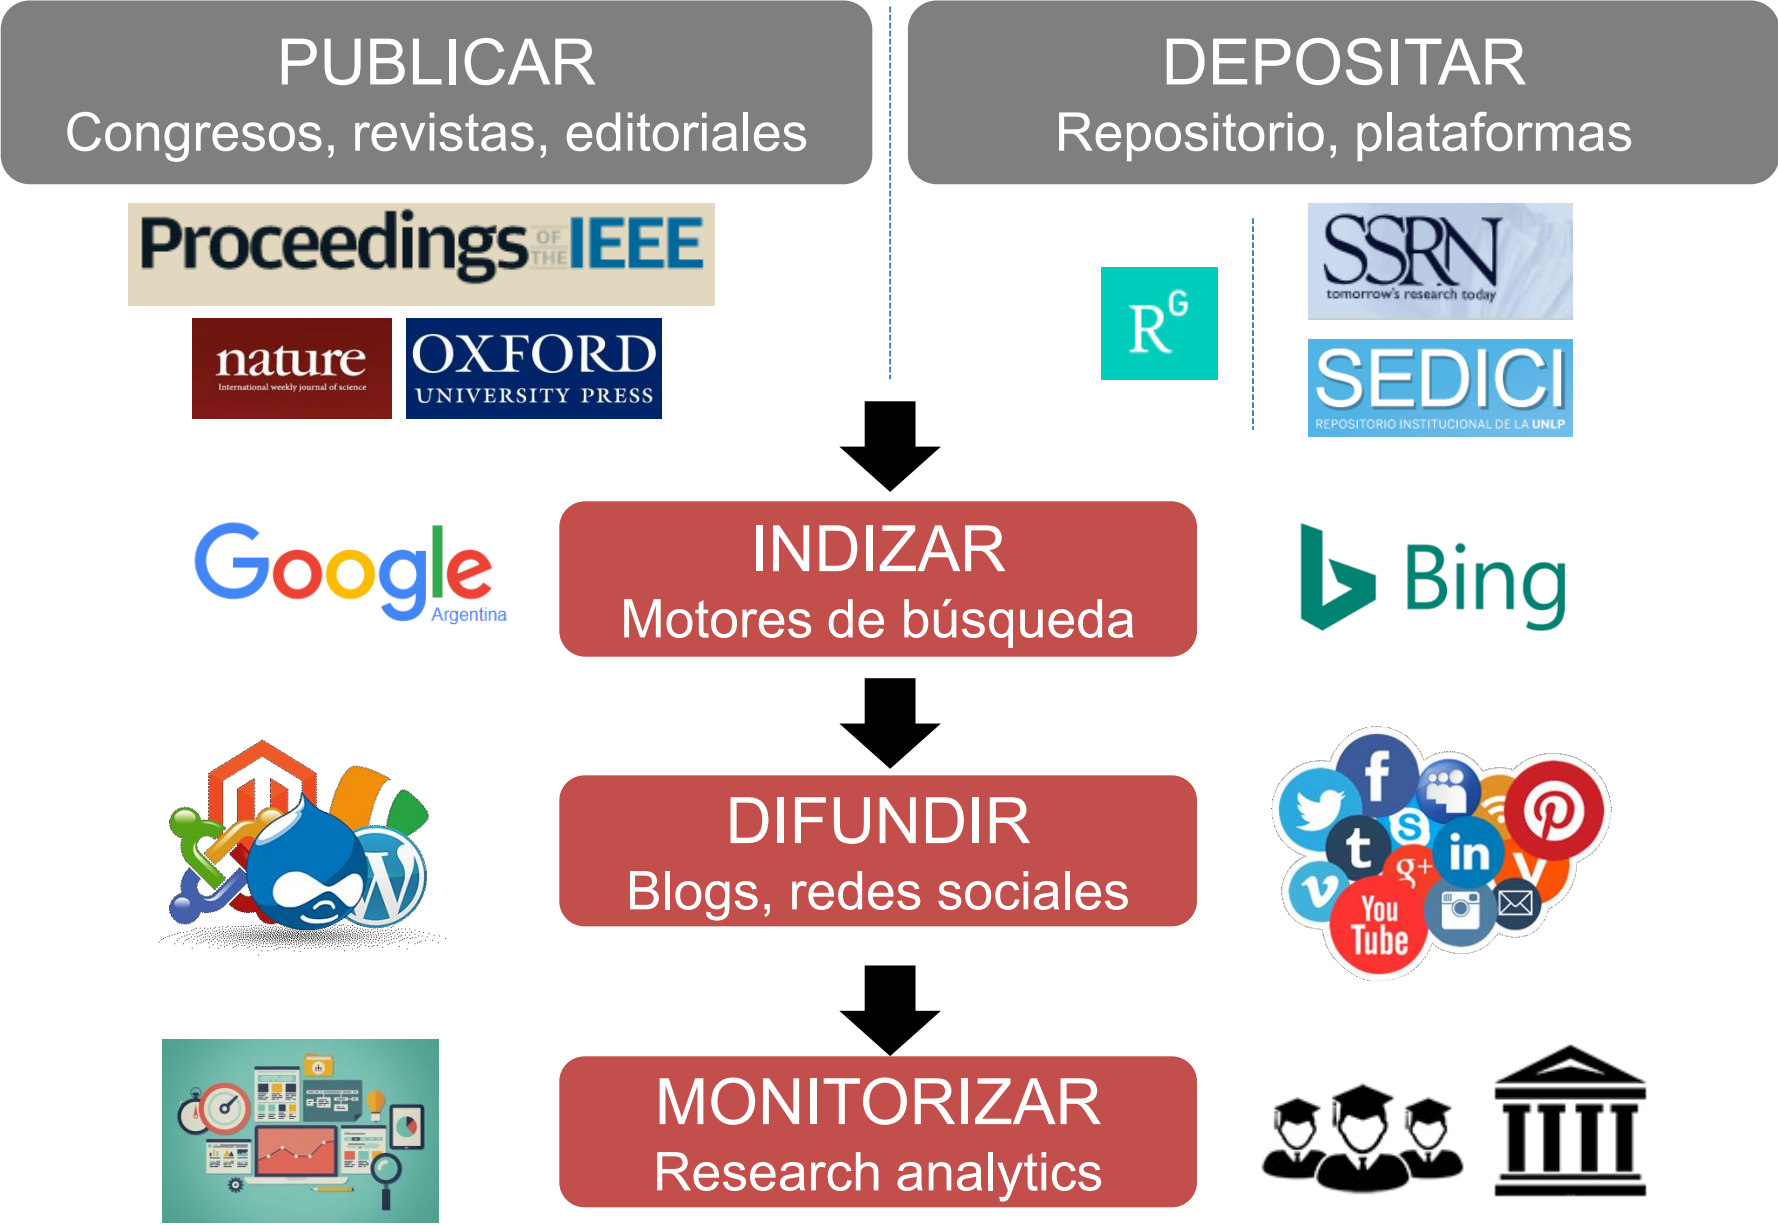 PUBLICAR
Congresos, revistas, editoriales
DEPOSITAR
Repositorio, plataformas
Proceedings OF THE IEEE
nature
International weekly journal of science
OXFORD
UNIVERSITY PRESS
RG
SSRN
tomorrow's research today
SEDICI
REPOSITORIO INSTITUCIONAL DE LA UNLP
Google
Argentina
INDIZAR
Motores de búsqueda
Bing
DIFUNDIR
Blogs, redes sociales
W
f
t
S
g+
in
P
V
V
You
Tube
MONITORIZAR
Research analytics